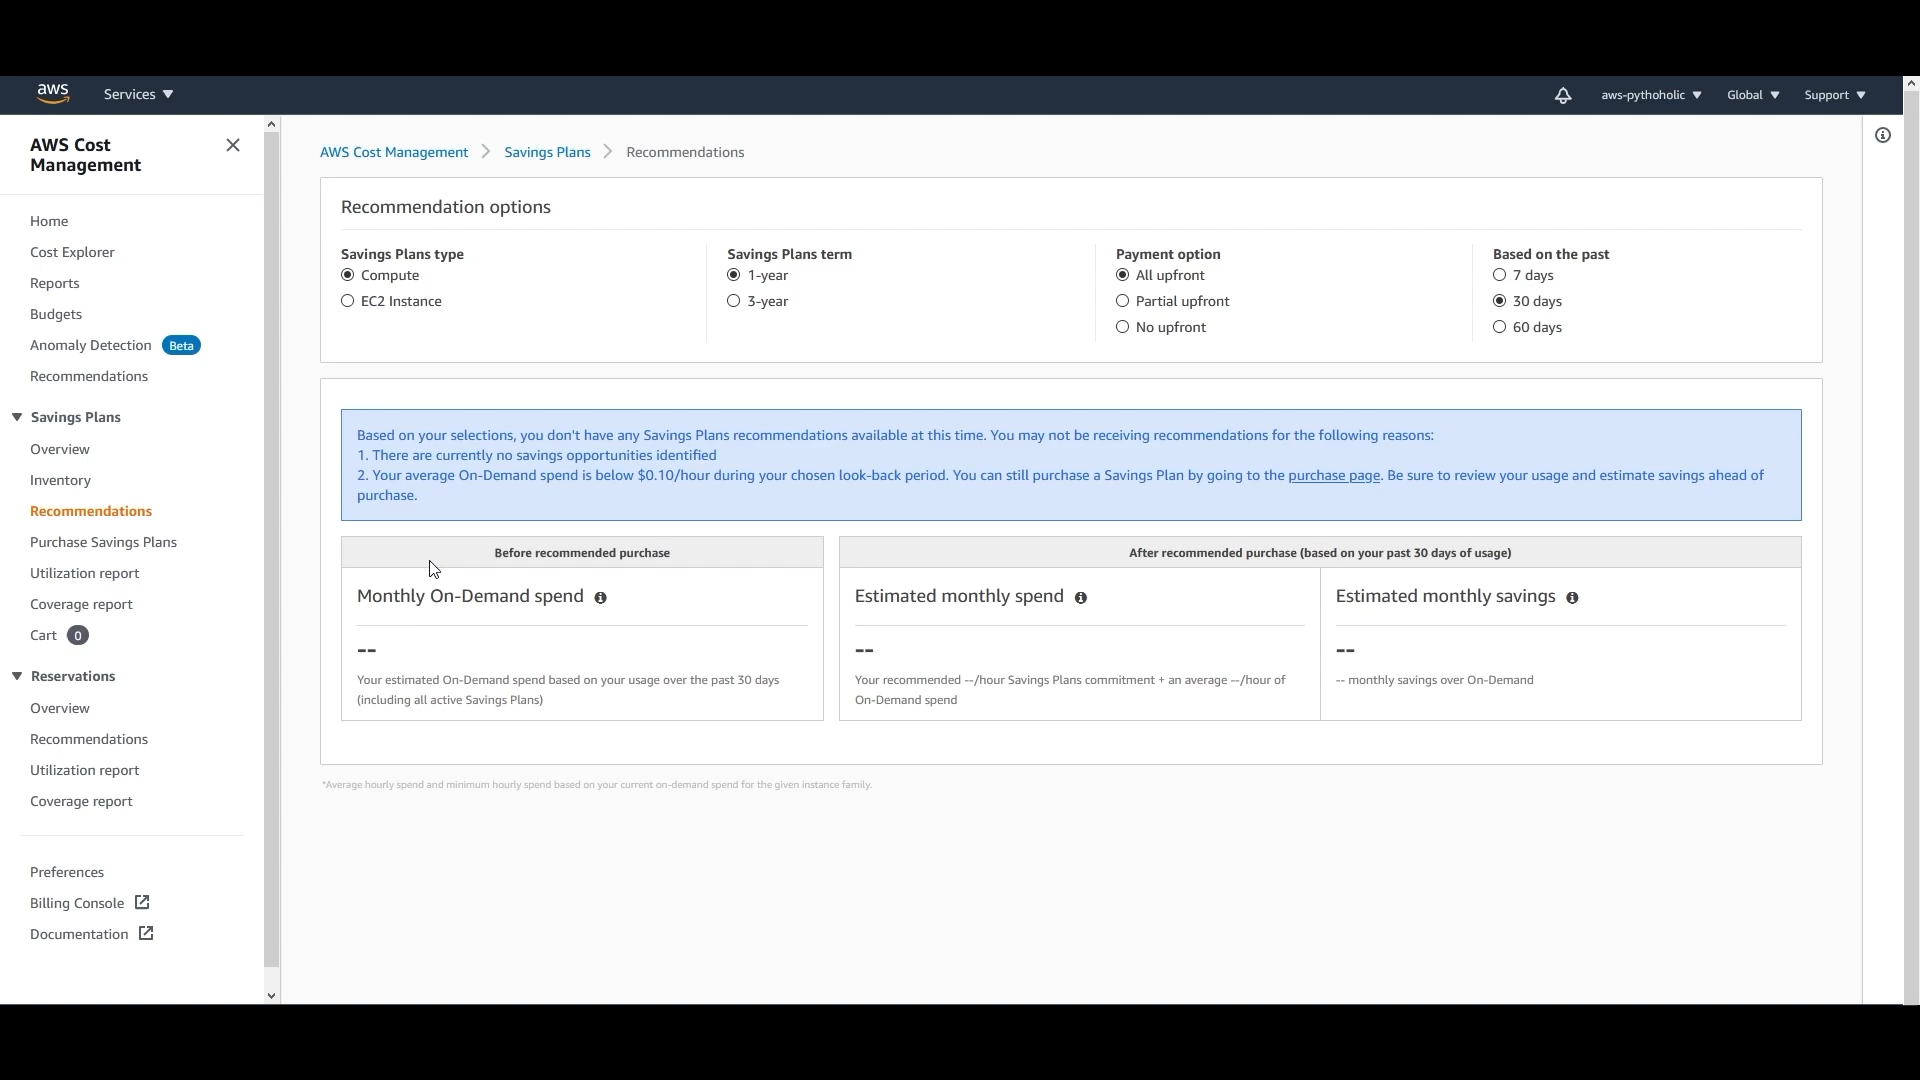 aws
Services
aws-pythoholic
Global
Support
AWS Cost
Management
Home
Cost Explorer
Reports
Budgets
Anomaly Detection Beta
Recommendations
Savings Plans
Overview
Inventory
Recommendations
Purchase Savings Plans
Utilization report
Coverage report
Cart 0
Reservations
Overview
Recommendations
Utilization report
Coverage report
Preferences
Billing Console
Documentation
AWS Cost Management > Savings Plans > Recommendations
Recommendation options
Savings Plans type
Compute
EC2 Instance
Savings Plans term
1-year
3-year
Payment option
All upfront
Partial upfront
No upfront
Based on the past
7 days
30 days
60 days
Based on your selections, you don't have any Savings Plans recommendations available at this time. You may not be receiving recommendations for the following reasons:
1. There are currently no savings opportunities identified
2. Your average On-Demand spend is below $0.10/hour during your chosen look-back period. You can still purchase a Savings Plan by going to the purchase page. Be sure to review your usage and estimate savings ahead of
purchase.
Before recommended purchase
Monthly On-Demand spend
--
Your estimated On-Demand spend based on your usage over the past 30 days
(including all active Savings Plans)
After recommended purchase (based on your past 30 days of usage)
Estimated monthly spend
--
Your recommended --/hour Savings Plans commitment + an average --/hour of
On-Demand spend
Estimated monthly savings
--
-- monthly savings over On-Demand
*Average hourly spend and minimum hourly spend based on your current on-demand spend for the given instance family.